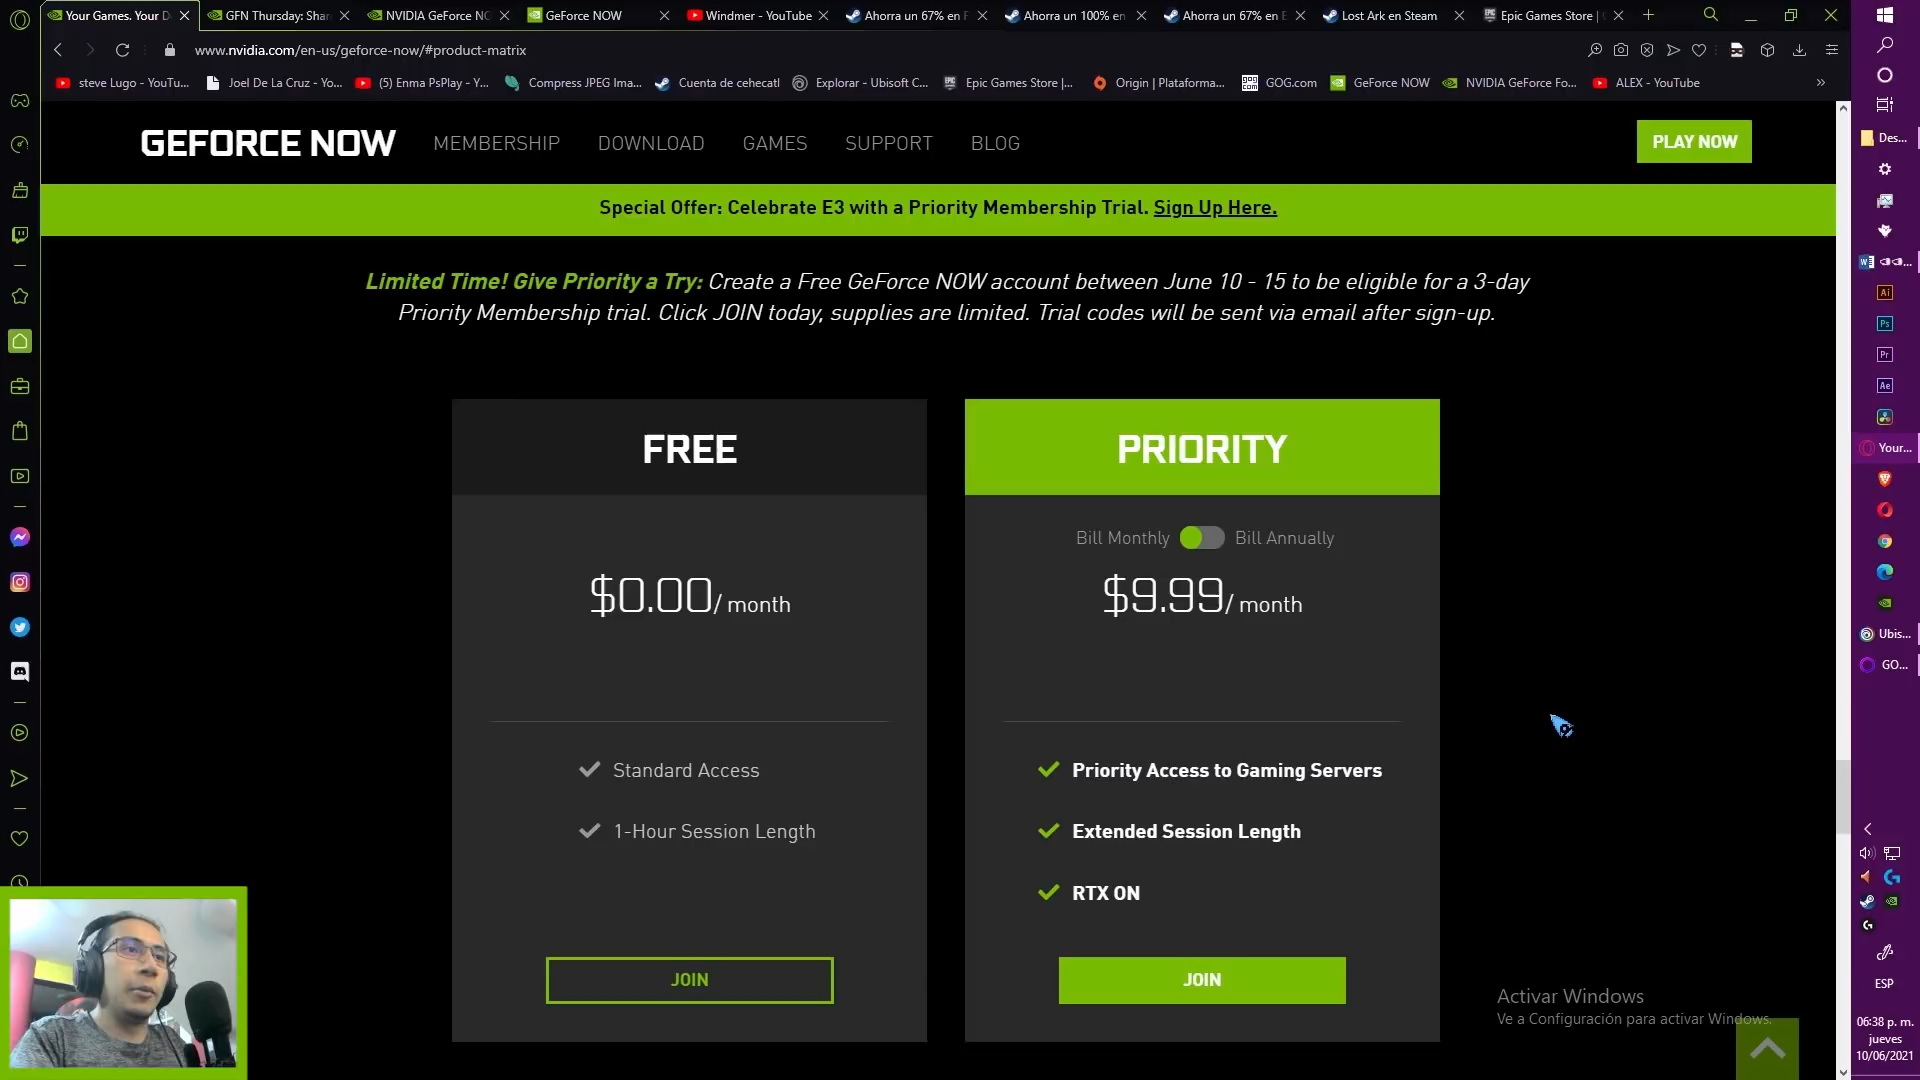 Your Games. Your D
GFN Thursday: Shar
NVIDIA GeForce NO
GeForce NOW
Windmer - YouTube
Ahorra un 67% en F
Ahorra un 100% en
Ahorra un 67% en E
Lost Ark en Steam
Epic Games Store |
www.nvidia.com/en-us/geforce-now/#product-matrix
steve Lugo - YouTu...
Joel De La Cruz - Yo...
(5) Enma PsPlay - Y...
Compress JPEG Ima...
Cuenta de cehecatl
Explorar - Ubisoft C...
Epic Games Store |...
Origin | Plataforma...
GOG.com
GeForce NOW
NVIDIA GeForce Fo...
ALEX - YouTube
»
GEFORCE NOW
MEMBERSHIP
DOWNLOAD
GAMES
SUPPORT
BLOG
PLAY NOW
Special Offer: Celebrate E3 with a Priority Membership Trial. Sign Up Here.
Limited Time! Give Priority a Try: Create a Free GeForce NOW account between June 10 - 15 to be eligible for a 3-day
Priority Membership trial. Click JOIN today, supplies are limited. Trial codes will be sent via email after sign-up.
FREE
$0.00/ month
Standard Access
1-Hour Session Length
JOIN
PRIORITY
Bill Monthly
Bill Annually
$9.99/ month
Priority Access to Gaming Servers
Extended Session Length
RTX ON
JOIN
Activar Windows
Ve a Configuración para activar Windows.
Des...
Ai
Ps
Pr
Ae
Your...
Ubis...
GO...
ESP
06:38 p. m.
jueves
10/06/2021